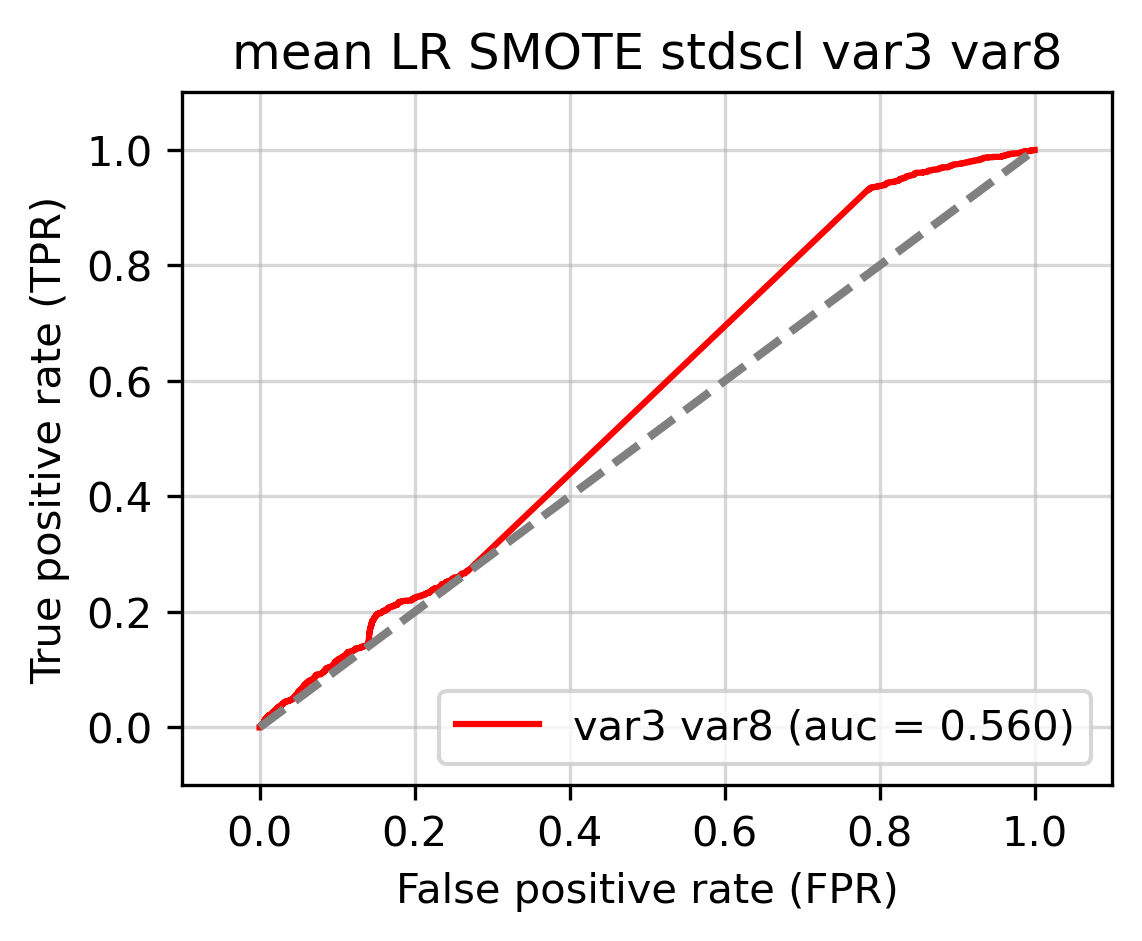 mean LR SMOTE stdscl var3 var8
True positive rate (TPR)
1.0
0.8
0.6
0.4
0.2
0.0
var3 var8 (auc = 0.560)
0.0 0.2 0.4 0.6 0.8 1.0
False positive rate (FPR)